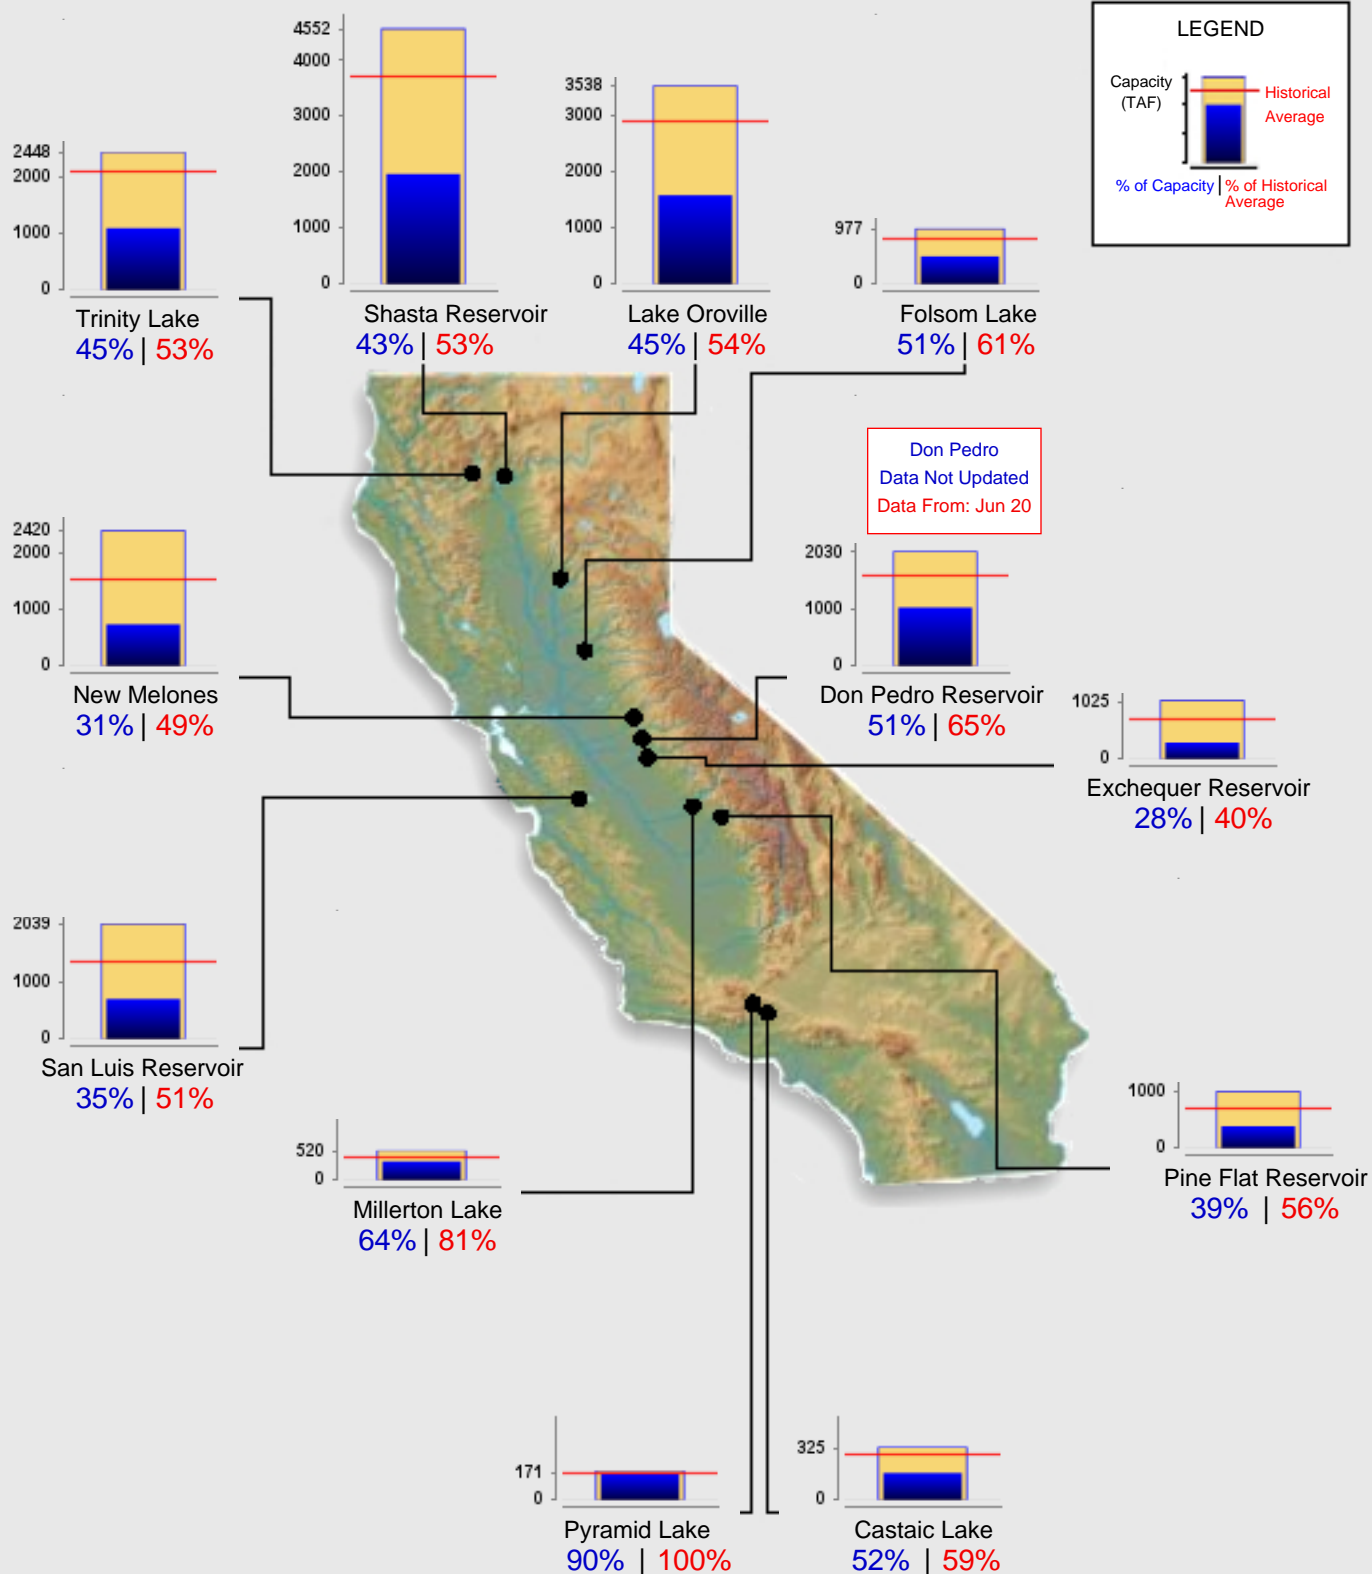 LEGEND
Capacity
(TAF)
Historical
Average
% of Capacity | % of Historical
Average
4552
4000
3000
2000
1000
0
Shasta Reservoir
43% | 53%
3538
3000
2000
1000
0
Lake Oroville
45% | 54%
2448
2000
1000
0
Trinity Lake
45% | 53%
977
0
Folsom Lake
51% | 61%
Don Pedro
Data Not Updated
Data From: Jun 20
2420
2000
1000
0
New Melones
31% | 49%
2030
1000
0
Don Pedro Reservoir
51% | 65%
1025
0
Exchequer Reservoir
28% | 40%
2039
1000
0
San Luis Reservoir
35% | 51%
520
0
Millerton Lake
64% | 81%
1000
0
Pine Flat Reservoir
39% | 56%
171
0
Pyramid Lake
90% | 100%
325
0
Castaic Lake
52% | 59%